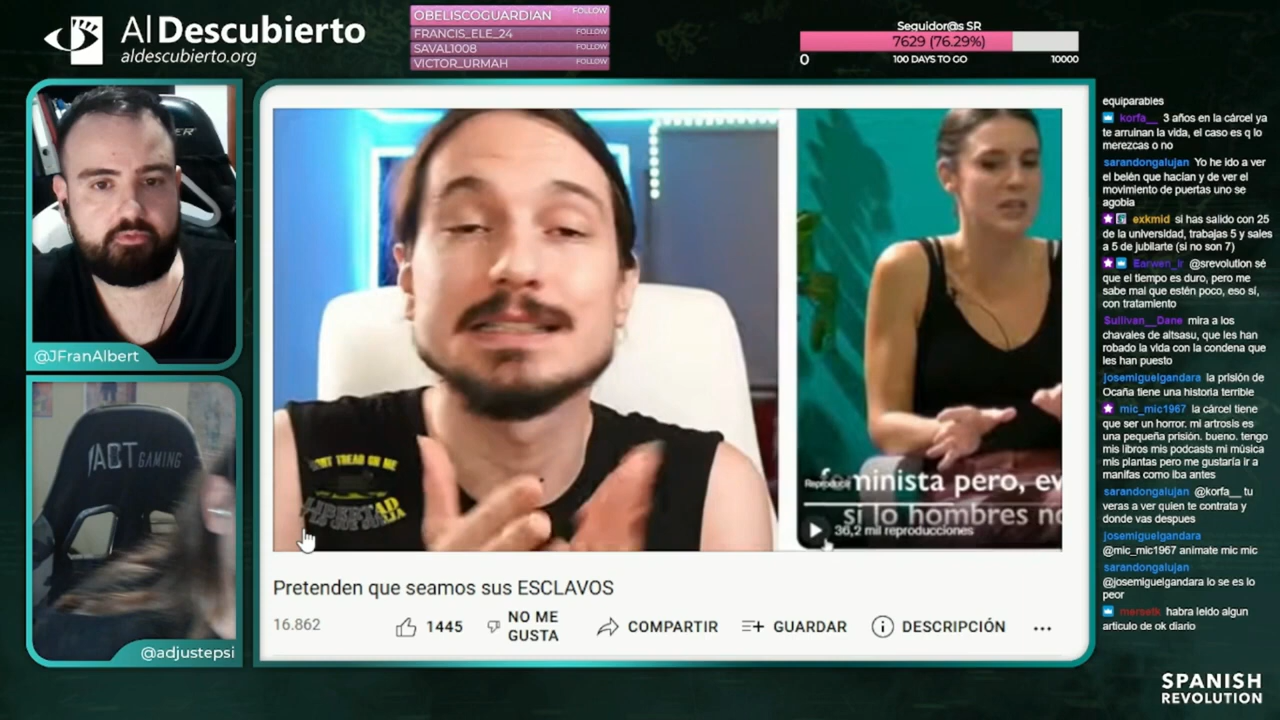 Al Descubierto
aldescubierto.org
OBELISCOGUARDIAN FOLLOW
FRANCIS_ELE_24 FOLLOW
SAVAL1008 FOLLOW
VICTOR_URMAH FOLLOW
Seguidor@s SR
7629 (76.29%)
0 100 DAYS TO GO 10000
@JFranAlbert
ACT GAMING
@adjustepsi
DON'T TREAD ON ME
LIBERTAD
Reproducir
feminista pero, ev
si lo hombres no
36,2 mil reproducciones
Pretenden que seamos sus ESCLAVOS
16.862
1445
NO ME
GUSTA
COMPARTIR
GUARDAR
DESCRIPCIÓN
...
equiparables
korfa__ 3 años en la cárcel ya
te arruinan la vida, el caso es q lo
merezcas o no
sarandongalujan Yo he ido a ver
el belén que hacían y de ver el
movimiento de puertas uno se
agobia
exkmid si has salido con 25
de la universidad, trabajas 5 y sales
a 5 de jubilarte (si no son 7)
Earwen_ir @srevolution sé
que el tiempo es duro, pero me
sabe mal que estén poco, eso sí,
con tratamiento
Sullivan__Dane mira a los
chavales de altsasu, que les han
robado la vida con la condena que
les han puesto
josemiguelgandara la prisión de
Ocaña tiene una historia terrible
mic_mic1967 la cárcel tiene
que ser un horror. mi artrosis es
una pequeña prisión. bueno. tengo
mis libros mis podcasts mi música
mis plantas pero me gustaría ir a
manifas como iba antes
sarandongalujan @korfa__ tu
veras a ver quien te contrata y
donde vas despues
josemiguelgandara
@mic_mic1967 animate mic mic
sarandongalujan
@josemiguelgandara lo se es lo
peor
mersetk habra leido algun
articulo de ok diario
SPANISH
REVOLUTION